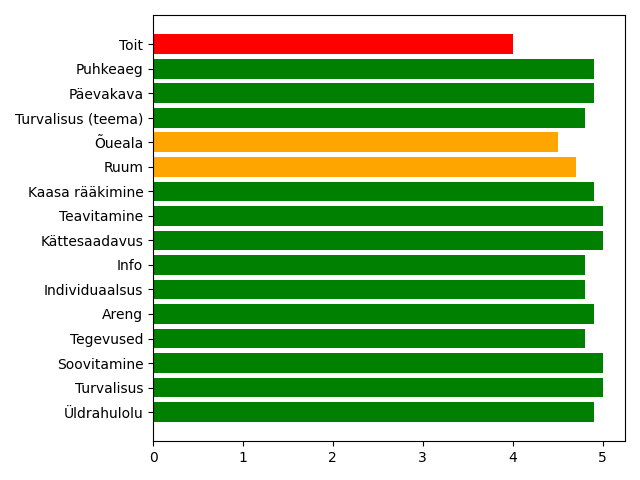 Toit
Puhkeaeg
Päevakava
Turvalisus (teema)
Õueala
Ruum
Kaasa rääkimine
Teavitamine
Kättesaadavus
Info
Individuaalsus
Areng
Tegevused
Soovitamine
Turvalisus
Üldrahulolu
0 1 2 3 4 5